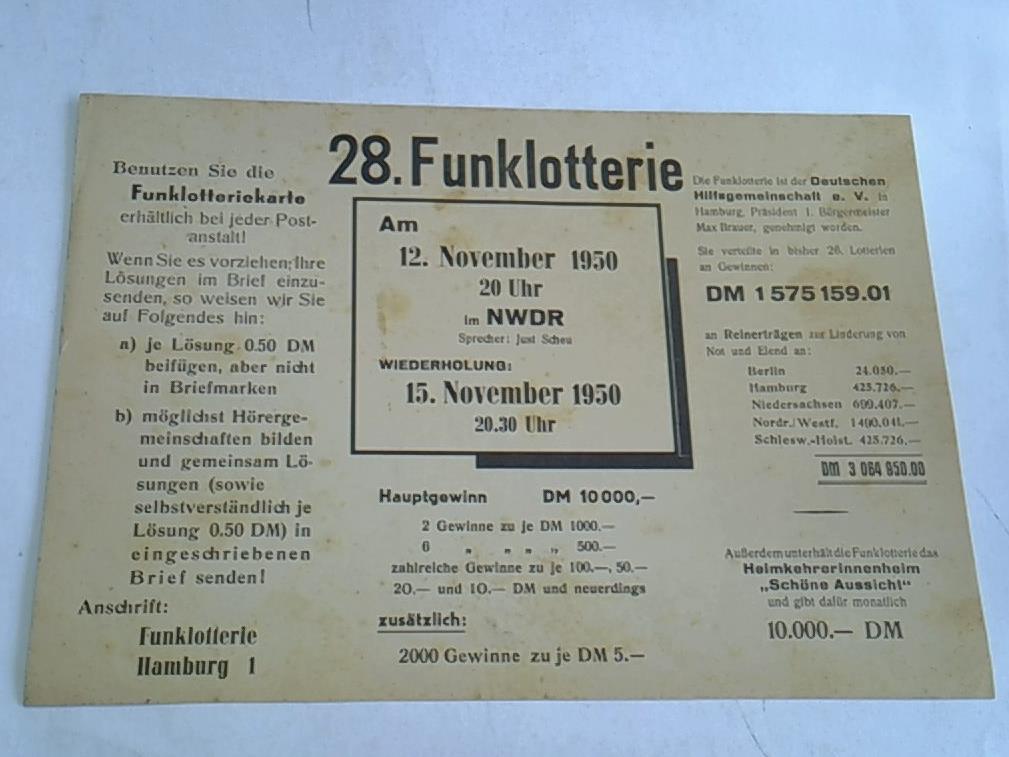 Benutzen Sie die
Funklotteriekarte
erhältlich bei jeder Post-
anstalt!
Wenn Sie es vorziehen, Ihre
Lösungen im Brief einzu-
senden, so weisen wir Sie
auf Folgendes hin:
a) je Lösung 0.50 DM
beifügen, aber nicht
in Briefmarken
b) möglichst Hörerge-
meinschaften bilden
und gemeinsam Lö-
sungen (sowie
selbstverständlich je
Lösung 0.50 DM) in
eingeschriebenen
Brief senden!
Anschrift:
Funklotterie
Hamburg 1
28. Funklotterie
Am
12. November 1950
20 Uhr
im NWDR
Sprecher: Just Scheu
WIEDERHOLUNG:
15. November 1950
20.30 Uhr
Hauptgewinn DM 10 000,—
2 Gewinne zu je DM 1000.—
6 „ „ „ „ 500.—
zahlreiche Gewinne zu je 100.—, 50.—
20.— und 10.— DM und neuerdings
zusätzlich:
2000 Gewinne zu je DM 5.—
Die Funklotterie ist der Deutschen
Hilfsgemeinschaft e. V. in
Hamburg, Präsident 1. Bürgermeister
Max Brauer, genehmigt worden.
Sie verteilte in bisher 26. Lotterien
an Gewinnen:
DM 1 575 159.01
an Reinerträgen zur Linderung von
Not und Elend an:
Berlin 24.050.—
Hamburg 425.726.—
Niedersachsen 699.407.—
Nordr./Westf. 1 490.041.—
Schlesw.-Holst. 425.726.—
DM 3 064 950.00
Außerdem unterhält die Funklotterie das
Heimkehrerinnenheim
„Schöne Aussicht"
und gibt dafür monatlich
10.000.— DM